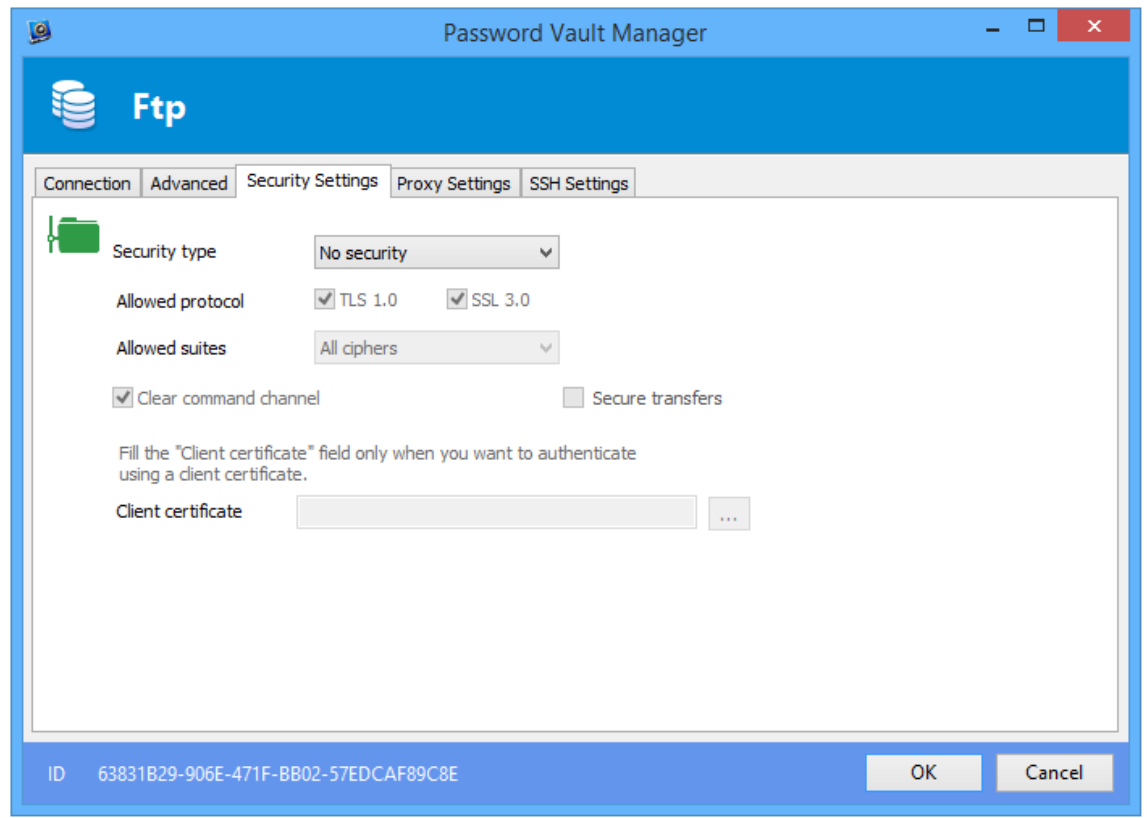 Password Vault Manager
Ftp
Connection Advanced Security Settings Proxy Settings SSH Settings
Security type No security
Allowed protocol TLS 1.0 SSL 3.0
Allowed suites All ciphers
Clear command channel Secure transfers
Fill the "Client certificate" field only when you want to authenticate
using a client certificate.
Client certificate ...
ID 63831B29-906E-471F-BB02-57EDCAF89C8E OK Cancel